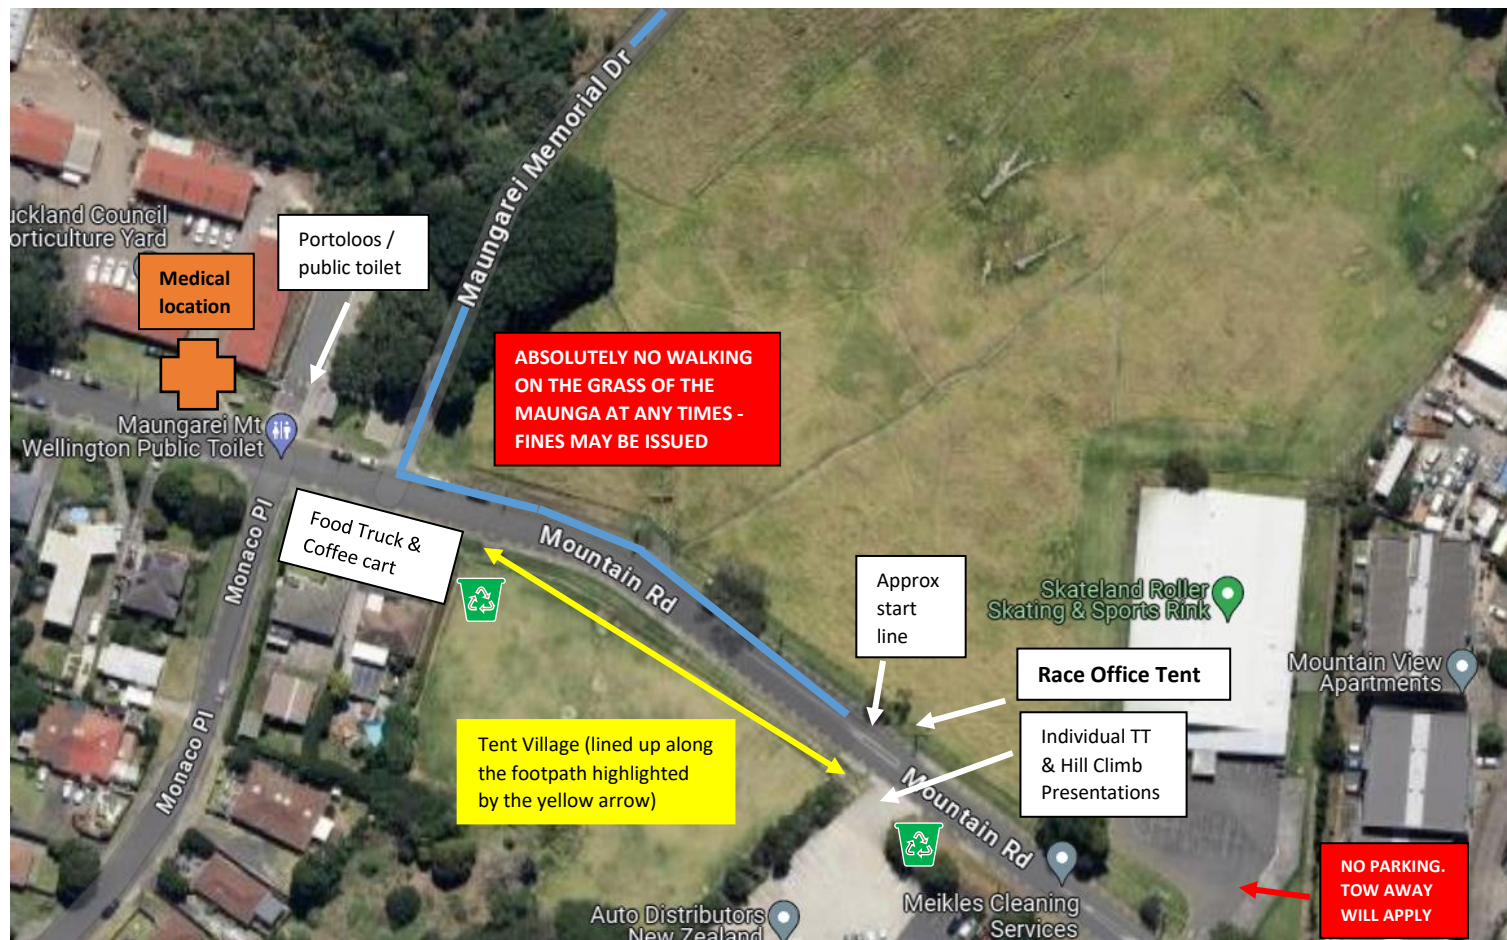 Maungarei Memorial Dr
uckland Council
orticulture Yard
Portoloos /
public toilet
Medical
location
ABSOLUTELY NO WALKING
ON THE GRASS OF THE
MAUNGA AT ANY TIMES -
FINES MAY BE ISSUED
Maungarei Mt
Wellington Public Toilet
Food Truck &
Coffee cart
Monaco Pl
Mountain Rd
Approx
start
line
Skateland Roller
Skating & Sports Rink
Race Office Tent
Mountain View
Apartments
Monaco Pl
Tent Village (lined up along
the footpath highlighted
by the yellow arrow)
Individual TT
& Hill Climb
Presentations
Mountain Rd
NO PARKING.
TOW AWAY
WILL APPLY
Meikles Cleaning
Services
Auto Distributors
New Zealand